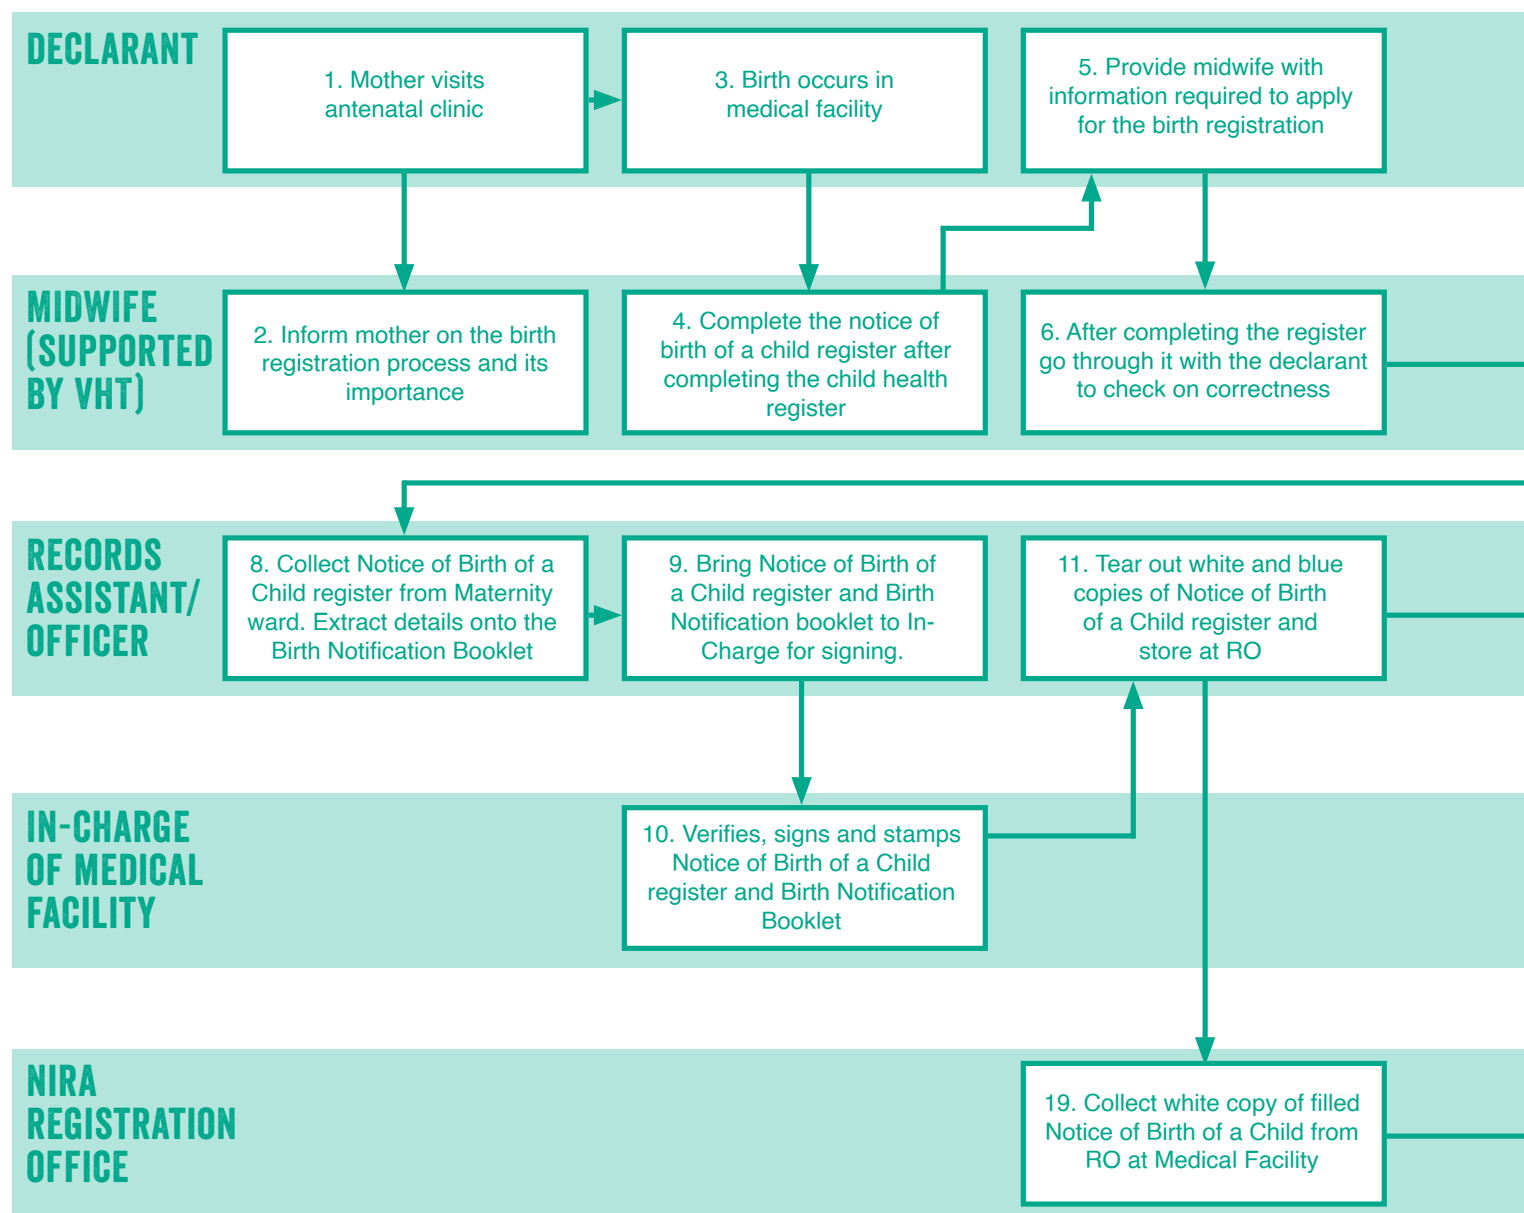 DECLARANT
1. Mother visits
antenatal clinic
3. Birth occurs in
medical facility
5. Provide midwife with
information required to apply
for the birth registration
MIDWIFE
(SUPPORTED
BY VHT)
2. Inform mother on the birth
registration process and its
importance
4. Complete the notice of
birth of a child register after
completing the child health
register
6. After completing the register
go through it with the declarant
to check on correctness
RECORDS
ASSISTANT/
OFFICER
8. Collect Notice of Birth of a
Child register from Maternity
ward. Extract details onto the
Birth Notification Booklet
9. Bring Notice of Birth of
a Child register and Birth
Notification booklet to In-
Charge for signing.
11. Tear out white and blue
copies of Notice of Birth
of a Child register and
store at RO
IN-CHARGE
OF MEDICAL
FACILITY
10. Verifies, signs and stamps
Notice of Birth of a Child
register and Birth Notification
Booklet
NIRA
REGISTRATION
OFFICE
19. Collect white copy of filled
Notice of Birth of a Child from
RO at Medical Facility